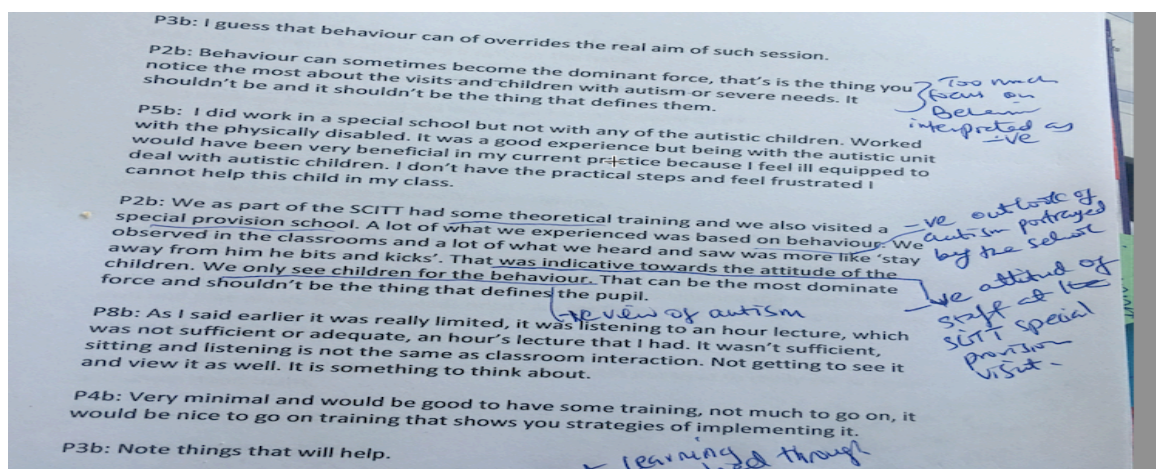 P3b: I guess that behaviour can of overrides the real aim of such session.
P2b: Behaviour can sometimes become the dominant force, that's is the thing you
notice the most about the visits and children with autism or severe needs. It
shouldn't be and it shouldn't be the thing that defines them.
Too much
focus on
interpreted as
-ve
P5b: I did work in a special school but not with any of the autistic children. Worked
with the physically disabled. It was a good experience but being with the autistic unit
would have been very beneficial in my current practice because I feel ill equipped to
deal with autistic children. I don't have the practical steps and feel frustrated I
cannot help this child in my class.
P2b: We as part of the SCITT had some theoretical training and we also visited a
special provision school. A lot of what we experienced was based on behaviour. We
observed in the classrooms and a lot of what we heard and saw was more like 'stay
away from him he bits and kicks'. That was indicative towards the attitude of the
children. We only see children for the behaviour. That can be the most dominate
force and shouldn't be the thing that defines the pupil.
-ve view of autism
-ve outlook of
autism portrayed
by the school
-ve attitud of
staff at the
SCITT special
provision
visit.
P8b: As I said earlier it was really limited, it was listening to an hour lecture, which
was not sufficient or adequate, an hour's lecture that I had. It wasn't sufficient,
sitting and listening is not the same as classroom interaction. Not getting to see it
and view it as well. It is something to think about.
P4b: Very minimal and would be good to have some training, not much to go on, it
would be nice to go on training that shows you strategies of implementing it.
P3b: Note things that will help.
learning
through